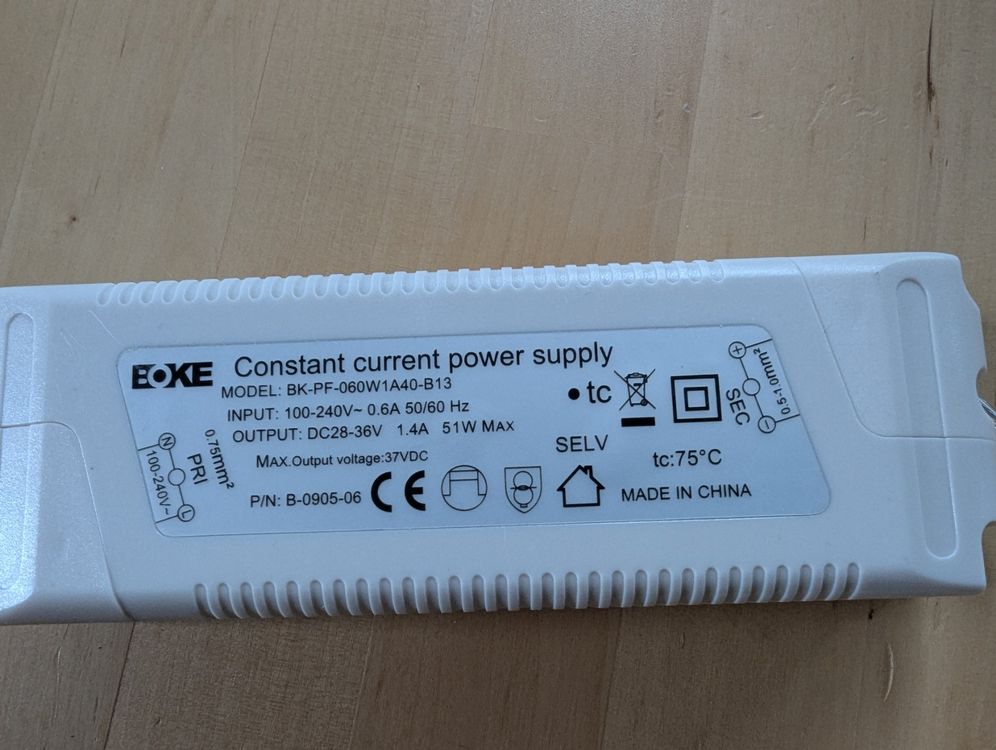 BOKE
Constant current power supply
MODEL: BK-PF-060W1A40-B13
INPUT: 100-240V~ 0.6A 50/60 Hz
OUTPUT: DC28-36V 1.4A 51W MAX
MAX.Output voltage:37VDC
P/N: B-0905-06
CE
SELV
•tc
tc:75°C
MADE IN CHINA
N
PRI
L
100-240V~
0.75mm²
+
SEC
-
0.5-1.0mm²